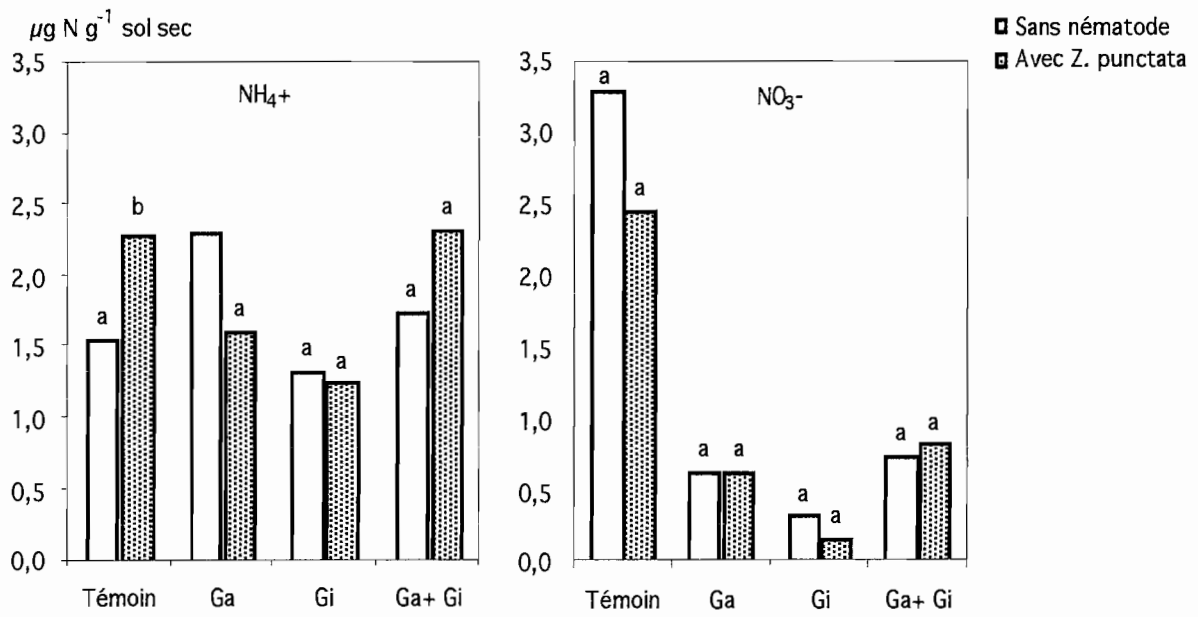 µg N g-1 sol sec
Sans nématode
Avec Z. punctata
NH4+
3,5
3,0
2,5
2,0
1,5
1,0
0,5
0,0
a
b
a
a
a
a
a
Témoin
Ga
Gi
Ga+ Gi
NO3-
3,5
3,0
2,5
2,0
1,5
1,0
0,5
0,0
a
a
a
a
a
a
a
a
Témoin
Ga
Gi
Ga+ Gi